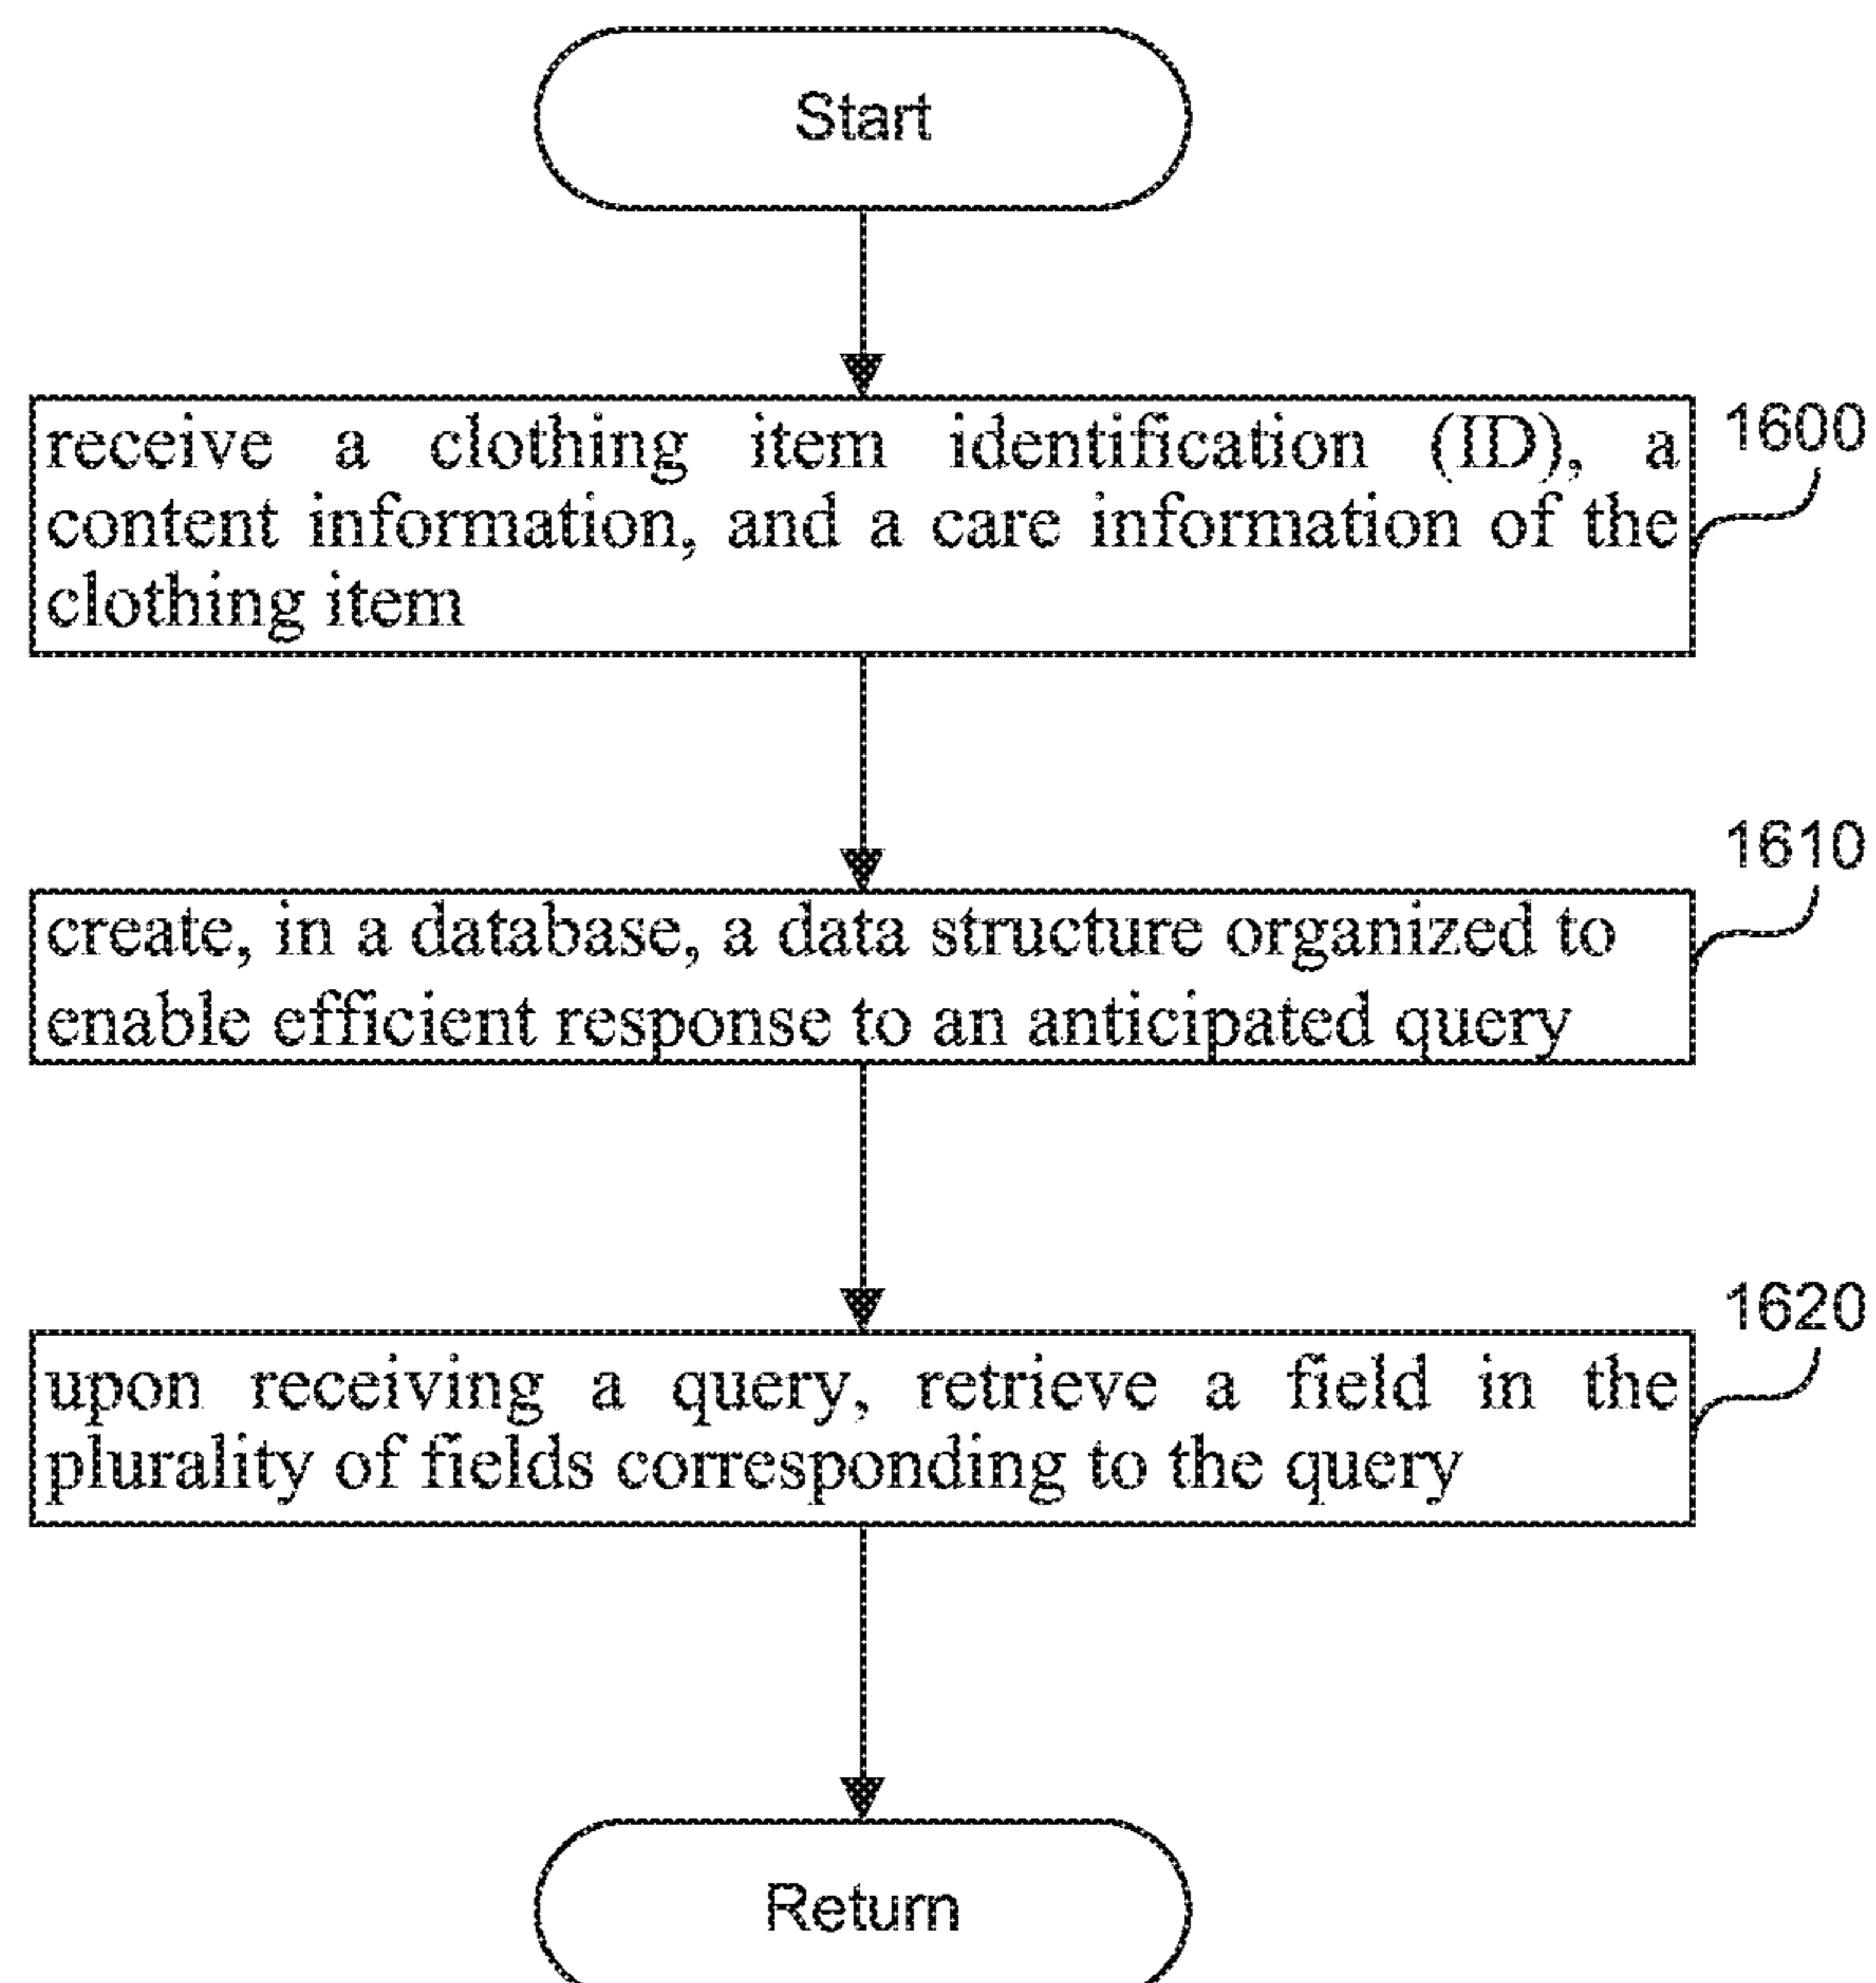 Start
receive a clothing item identification (ID), a
content information, and a care information of the
clothing item
1600
create, in a database, a data structure organized to
enable efficient response to an anticipated query
1610
upon receiving a query, retrieve a field in the
plurality of fields corresponding to the query
1620
Return